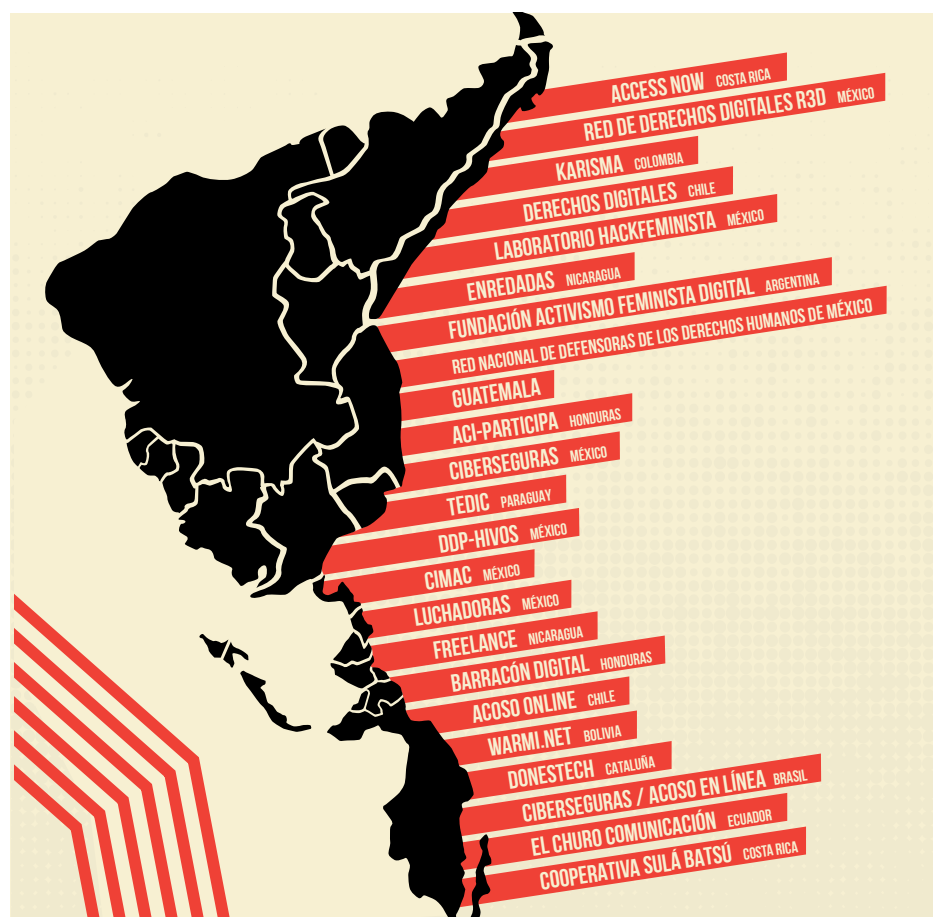 ACCESS NOW COSTA RICA
RED DE DERECHOS DIGITALES R3D MÉXICO
KARISMA COLOMBIA
DERECHOS DIGITALES CHILE
LABORATORIO HACKFEMINISTA MÉXICO
ENREDADAS NICARAGUA
FUNDACIÓN ACTIVISMO FEMINISTA DIGITAL ARGENTINA
RED NACIONAL DE DEFENSORAS DE LOS DERECHOS HUMANOS DE MÉXICO
GUATEMALA
ACI-PARTICIPA HONDURAS
CIBERSEGURAS MÉXICO
TEDIC PARAGUAY
DDP-HIVOS MÉXICO
CIMAC MÉXICO
LUCHADORAS MÉXICO
FREELANCE NICARAGUA
BARRACÓN DIGITAL HONDURAS
ACOSO ONLINE CHILE
WARMI.NET BOLIVIA
DONESTECH CATALUÑA
CIBERSEGURAS / ACOSO EN LÍNEA BRASIL
EL CHURO COMUNICACIÓN ECUADOR
COOPERATIVA SULÁ BATSÚ COSTA RICA